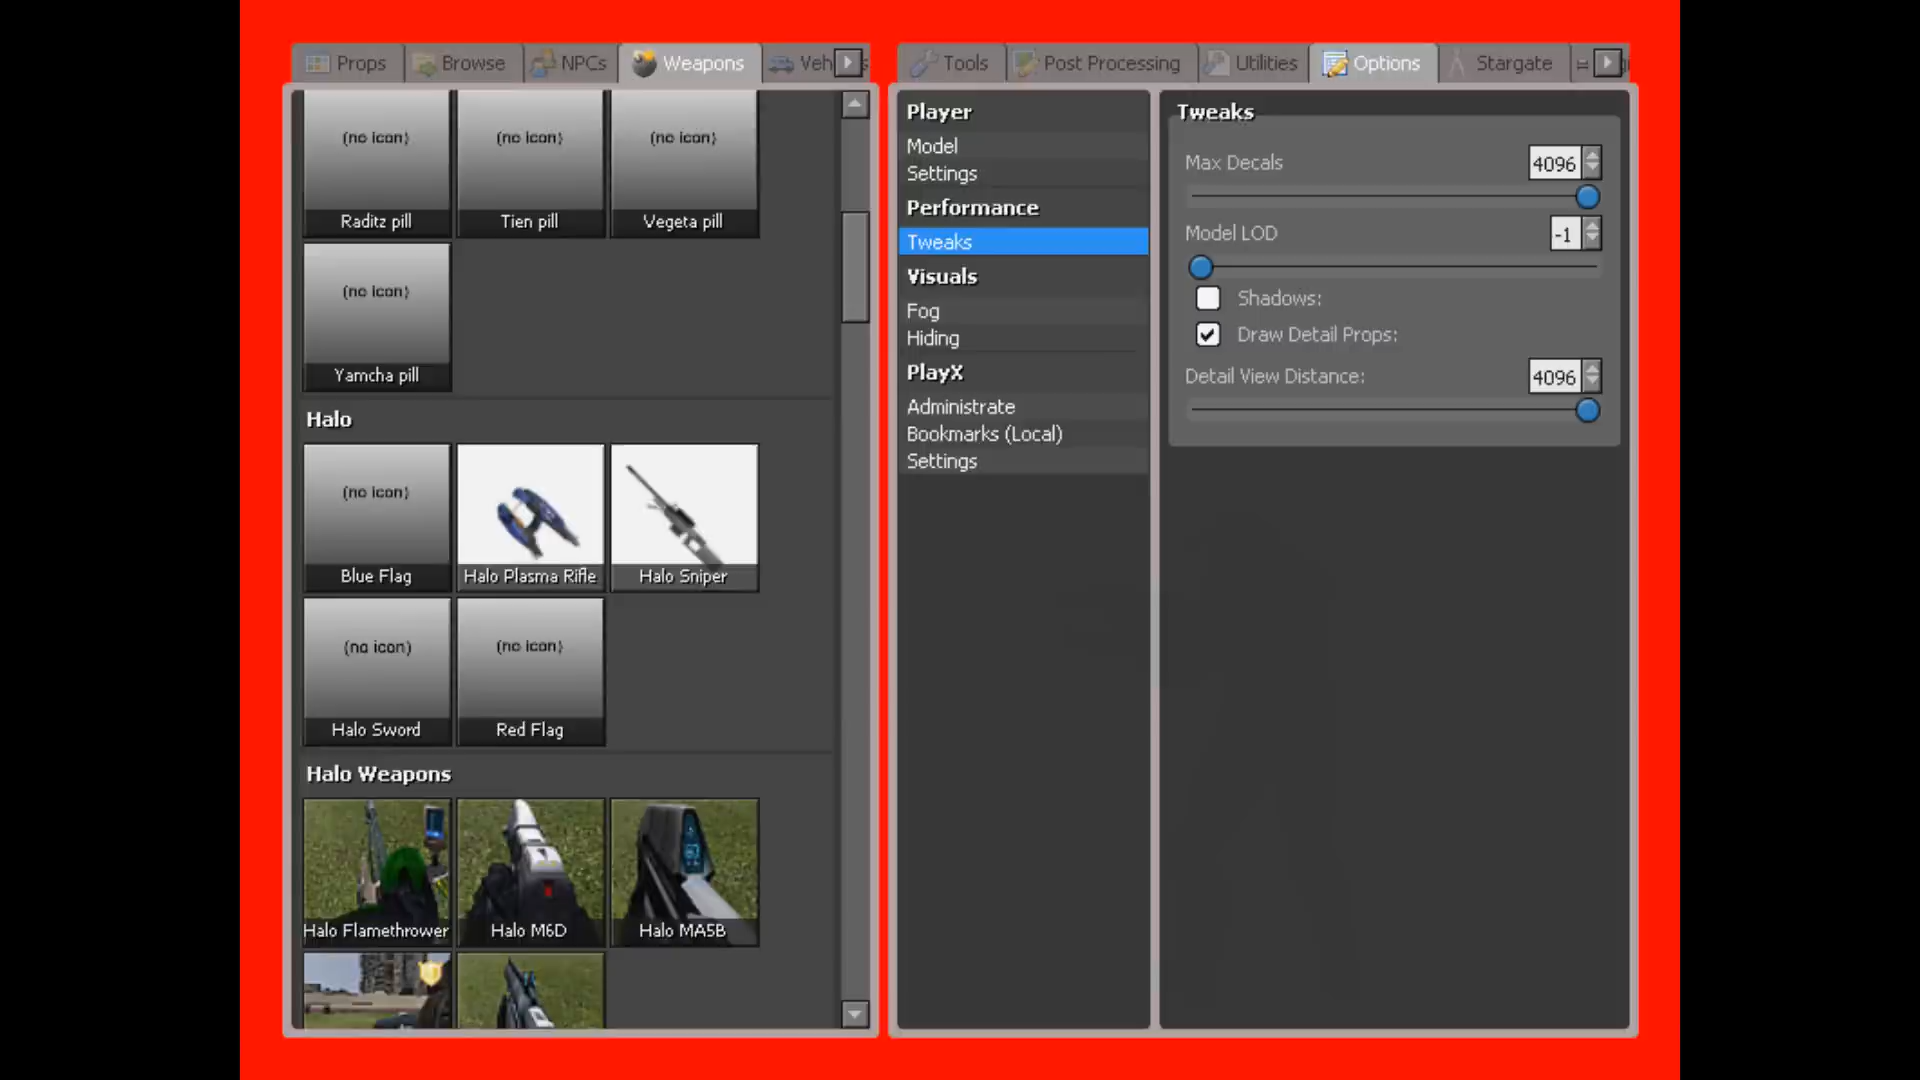 Props
Browse
NPCs
Weapons
Veh
Tools
Post Processing
Utilities
Options
Stargate
(no icon)
(no icon)
(no icon)
Raditz pill
Tien pill
Vegeta pill
(no icon)
Yamcha pill
Halo
(no icon)
Blue Flag
Halo Plasma Rifle
Halo Sniper
(no icon)
(no icon)
Halo Sword
Red Flag
Halo Weapons
Halo Flamethrower
Halo M6D
Halo MA5B
Player
Model
Settings
Performance
Tweaks
Visuals
Fog
Hiding
PlayX
Administrate
Bookmarks (Local)
Settings
Tweaks
Max Decals
4096
Model LOD
-1
Shadows:
Draw Detail Props:
Detail View Distance:
4096